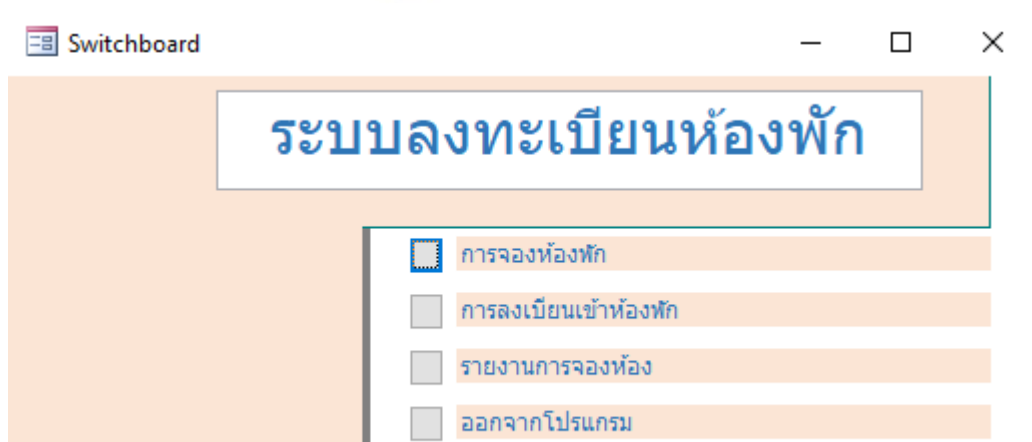 Switchboard
ระบบลงทะเบียนห้องพัก
การจองห้องพัก
การลงเบียนเข้าห้องพัก
รายงานการจองห้อง
ออกจากโปรแกรม